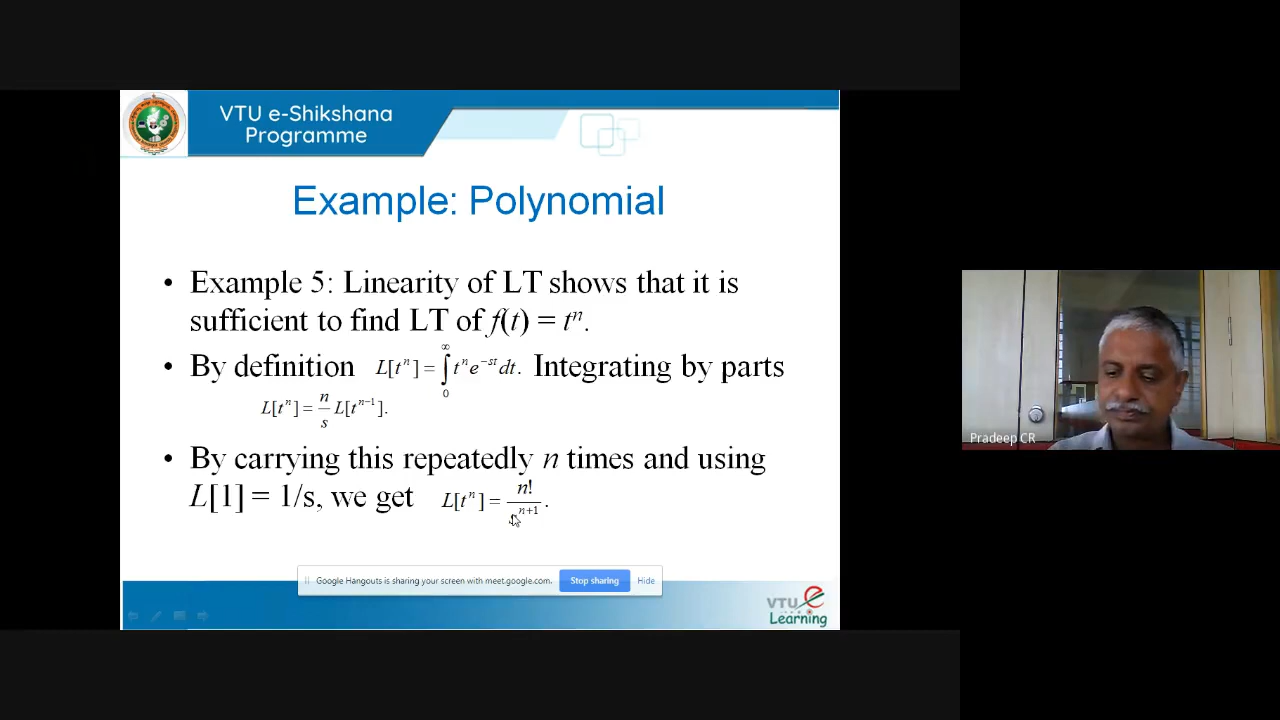 VTU e-Shikshana
Programme
Example: Polynomial
• Example 5: Linearity of LT shows that it is
sufficient to find LT of f(t) = tⁿ.
• By definition L[tⁿ] = ∫₀^∞ tⁿe^{-st}dt. Integrating by parts
L[tⁿ] = n/s L[tⁿ⁻¹].
• By carrying this repeatedly n times and using
L[1] = 1/s, we get L[tⁿ] = n!/sⁿ⁺¹.
Google Hangouts is sharing your screen with meet.google.com. Stop sharing Hide
VTU e
Learning
Pradeep CR